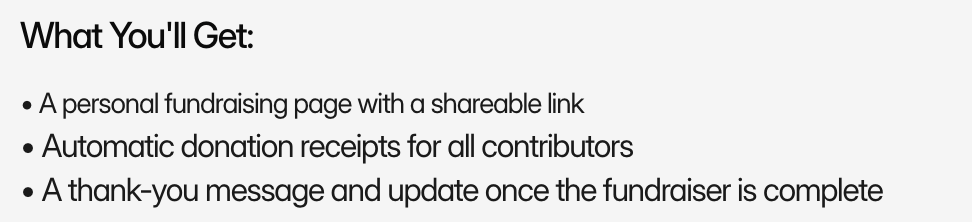 What You'll Get:
• A personal fundraising page with a shareable link
• Automatic donation receipts for all contributors
• A thank-you message and update once the fundraiser is complete